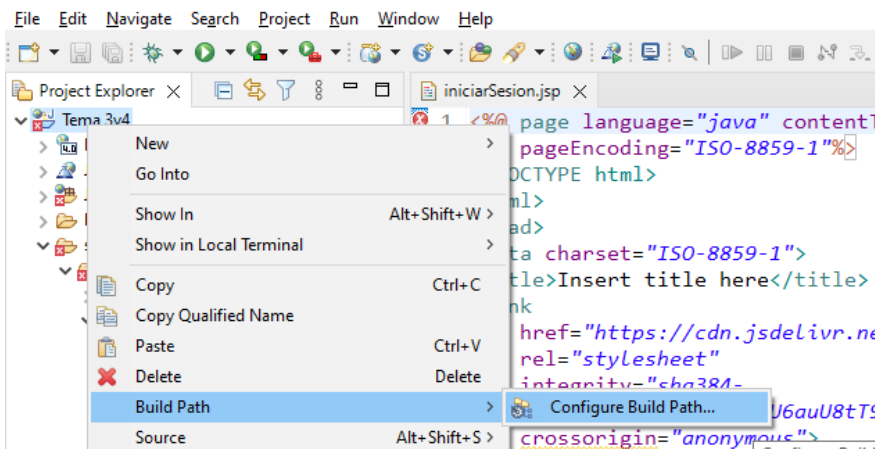 File Edit Navigate Search Project Run Window Help
Project Explorer
iniciarSesion.jsp
Tema 3v4
1 <%@ page language="java" contentT
pageEncoding="ISO-8859-1"%>
OCTYPE html>
ml>
ad>
ta charset="ISO-8859-1">
tle>Insert title here</title>
nk
href="https://cdn.jsdelivr.ne
rel="stylesheet"
integrity="sha384-
U6auU8tT9
crossorigin="anonymous">
New
Go Into
Show In Alt+Shift+W
Show in Local Terminal
Copy Ctrl+C
Copy Qualified Name
Paste Ctrl+V
Delete Delete
Build Path
Configure Build Path...
Source Alt+Shift+S